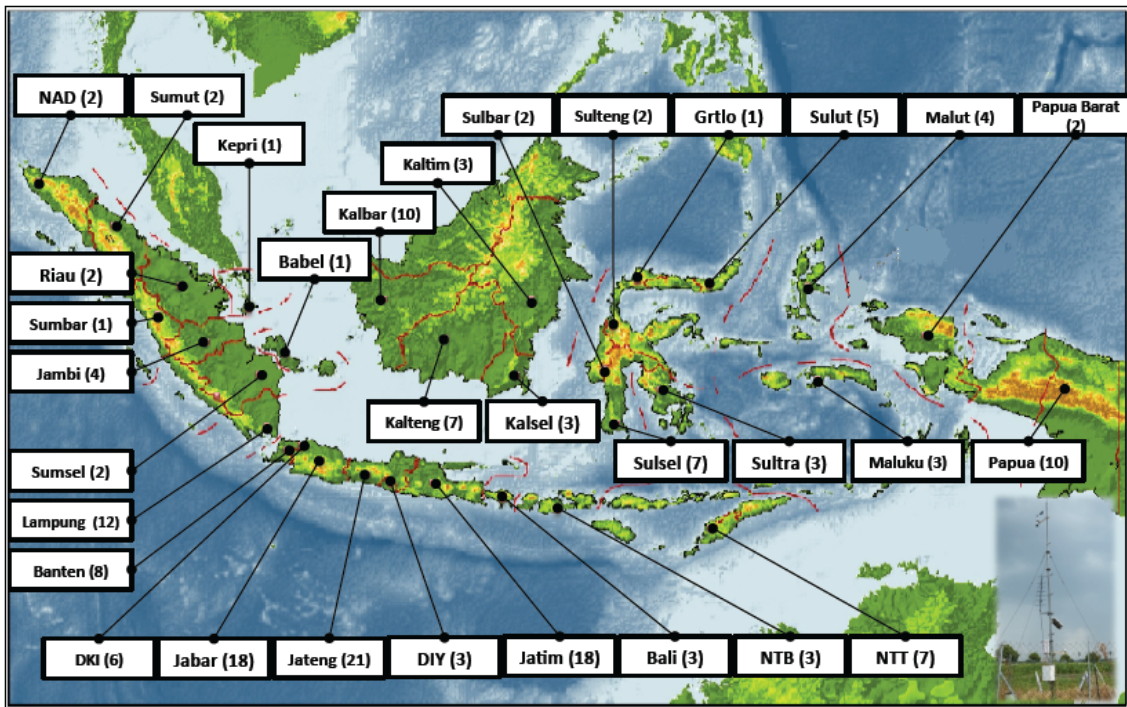 NAD (2)
Sumut (2)
Kepri (1)
Kaltim (3)
Kalbar (10)
Babel (1)
Sulbar (2)
Sulteng (2)
Grtlo (1)
Sulut (5)
Malut (4)
Papua Barat
(2)
Riau (2)
Sumbar (1)
Jambi (4)
Kalteng (7)
Kalsel (3)
Sulsel (7)
Sultra (3)
Maluku (3)
Papua (10)
Sumsel (2)
Lampung (12)
Banten (8)
DKI (6)
Jabar (18)
Jateng (21)
DIY (3)
Jatim (18)
Bali (3)
NTB (3)
NTT (7)